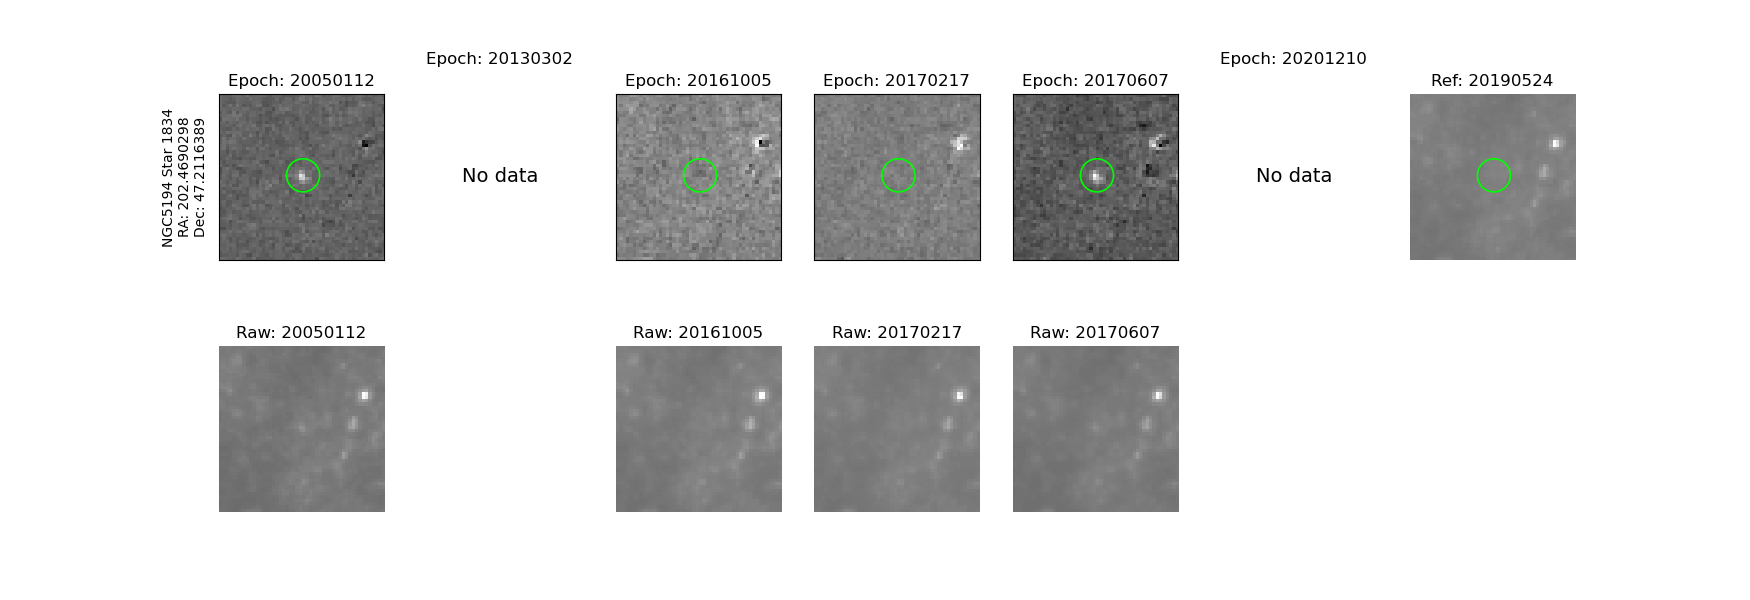 Epoch: 20130302
Epoch: 20201210
Epoch: 20050112
Epoch: 20161005
Epoch: 20170217
Epoch: 20170607
Ref: 20190524
NGC5194 Star 1834
RA: 202.4690298
Dec: 47.2116389
No data
No data
Raw: 20050112
Raw: 20161005
Raw: 20170217
Raw: 20170607